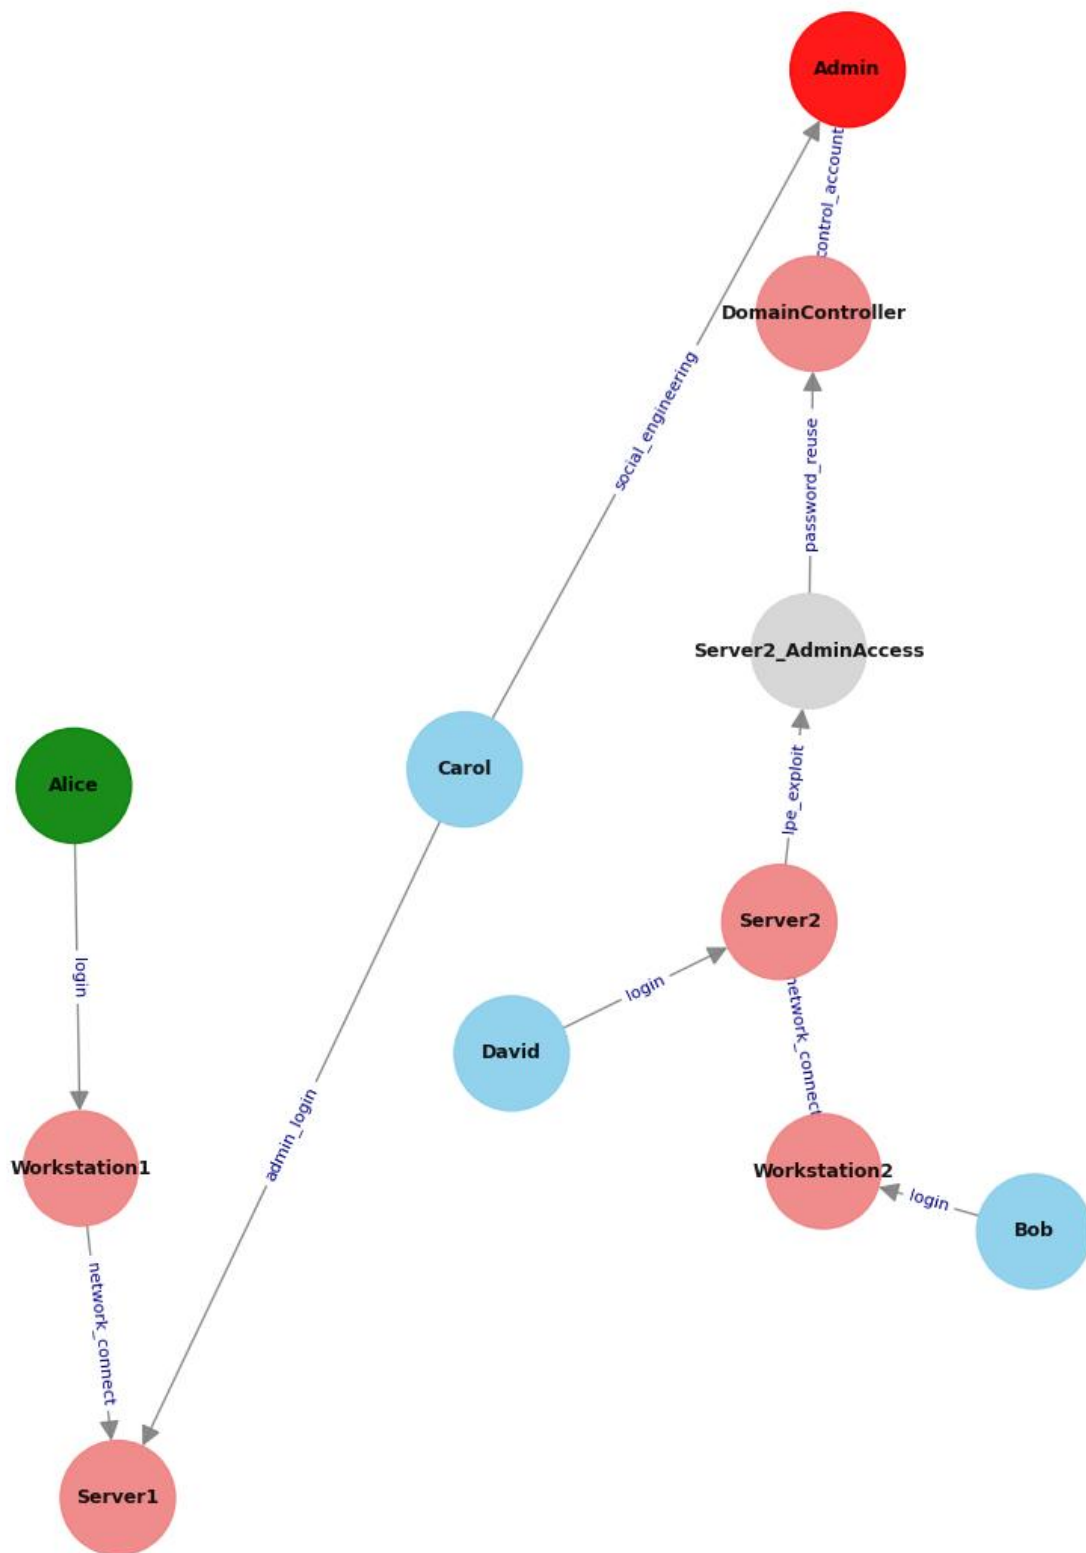 Admin
control_account
DomainController
social_engineering
password_reuse
Server2_AdminAccess
Carol
Alice
lpe_exploit
Server2
login
login
network_connect
David
admin_login
Workstation1
Workstation2
login
Bob
network_connect
Server1